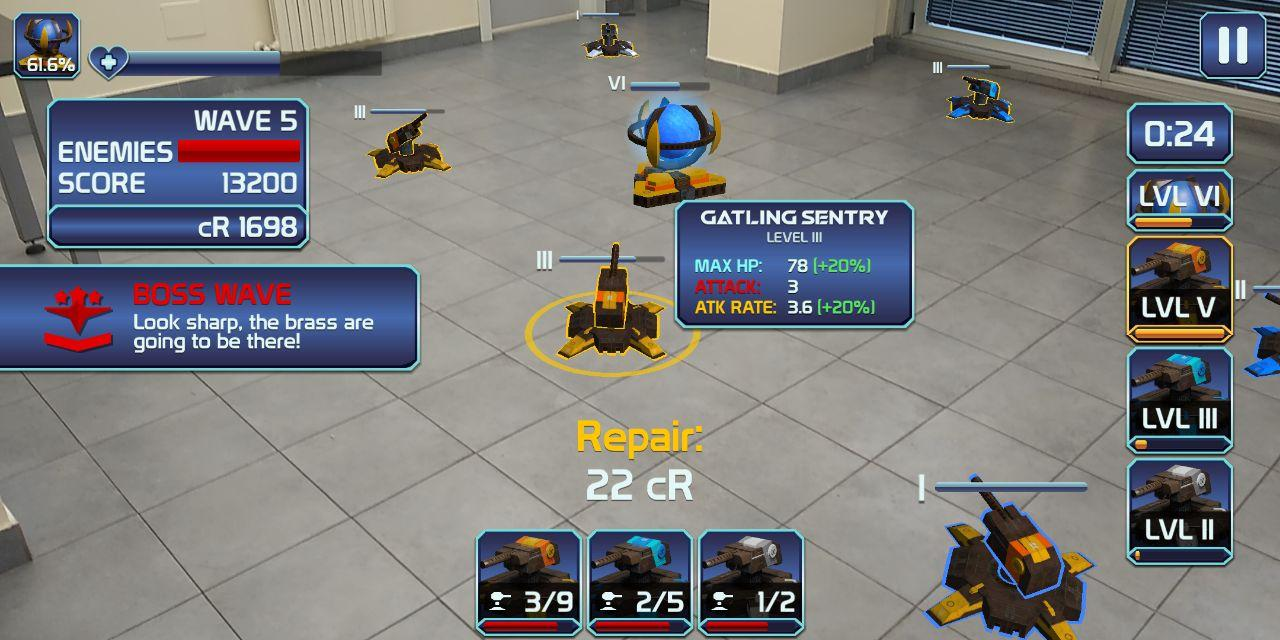 61.6%
WAVE 5
ENEMIES
SCORE 13200
cR 1698
BOSS WAVE
Look sharp, the brass are
going to be there!
I
VI
III
III
III
GATLING SENTRY
LEVEL III
MAX HP: 78 (+20%)
ATTACK: 3
ATK RATE: 3.6 (+20%)
0:24
LVL VI
LVL V
II
LVL III
LVL II
Repair:
22 cR
I
3/9
2/5
1/2